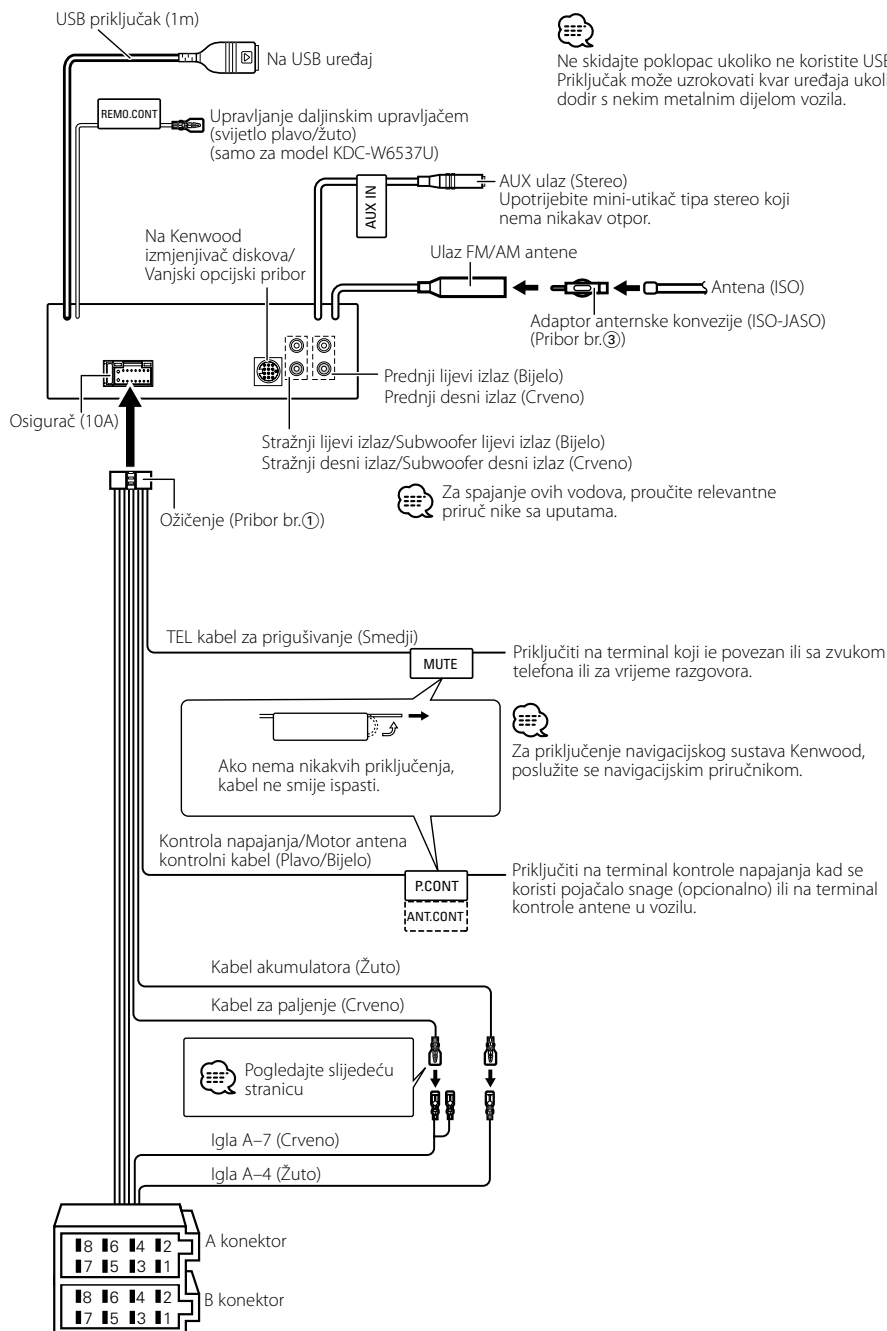 USB priključak (1m)
Na USB uređaj
Ne skidajte poklopac ukoliko ne koristite
Priključak može uzrokovati kvar uređaja
dodir s nekim metalnim dijelom vozila.
REMO.CONT
Upravljanje daljinskim upravljačem
(svijetlo plavo/žuto)
(samo za model KDC-W6537U)
AUX IN
AUX ulaz (Stereo)
Upotrijebite mini-utikač tipa stereo koji
nema nikakav otpor.
Na Kenwood
izmjenjivač diskova/
Vanjski opcijski pribor
Ulaz FM/AM antene
Antena (ISO)
Adaptor anternske konvezije (ISO-JASO)
(Pribor br.③)
Prednji lijevi izlaz (Bijelo)
Prednji desni izlaz (Crveno)
Osigurač (10A)
Stražnji lijevi izlaz/Subwoofer lijevi izlaz (Bijelo)
Stražnji desni izlaz/Subwoofer desni izlaz (Crveno)
Za spajanje ovih vodova, proučite relevantne
priruč nike sa uputama.
Ožičenje (Pribor br.①)
TEL kabel za prigušivanje (Smedji)
MUTE
Priključiti na terminal koji ie povezan ili sa zvukom
telefona ili za vrijeme razgovora.
Ako nema nikakvih priključenja,
kabel ne smije ispasti.
Za priključenje navigacijskog sustava Kenwood,
poslužite se navigacijskim priručnikom.
Kontrola napajanja/Motor antena
kontrolni kabel (Plavo/Bijelo)
P.CONT
ANT.CONT
Priključiti na terminal kontrole napajanja kad se
koristi pojačalo snage (opcionalno) ili na terminal
kontrole antene u vozilu.
Kabel akumulatora (Žuto)
Kabel za paljenje (Crveno)
Pogledajte slijedeću
stranicu
Igla A–7 (Crveno)
Igla A–4 (Žuto)
8 6 4 2
7 5 3 1
A konektor
8 6 4 2
7 5 3 1
B konektor